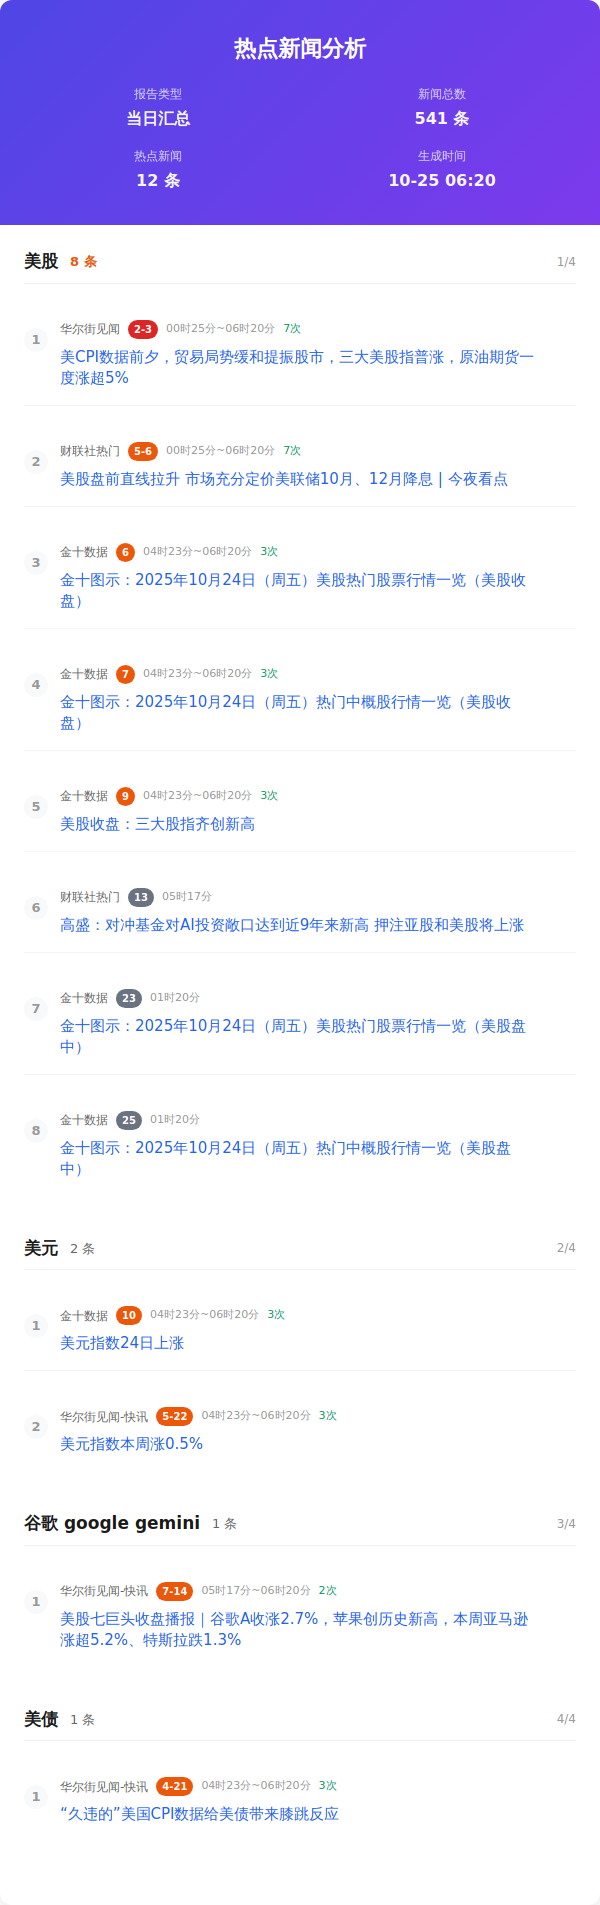 热点新闻分析
报告类型
新闻总数
当日汇总
541 条
热点新闻
生成时间
12 条
10-25 06:20
美股 8 条 1/4
1
华尔街见闻 2-3 00时25分~06时20分 7次
美CPI数据前夕，贸易局势缓和提振股市，三大美股指普涨，原油期货一
度涨超5%
2
财联社热门 5-6 00时25分~06时20分 7次
美股盘前直线拉升 市场充分定价美联储10月、12月降息 | 今夜看点
3
金十数据 6 04时23分~06时20分 3次
金十图示：2025年10月24日（周五）美股热门股票行情一览（美股收
盘）
4
金十数据 7 04时23分~06时20分 3次
金十图示：2025年10月24日（周五）热门中概股行情一览（美股收
盘）
5
金十数据 9 04时23分~06时20分 3次
美股收盘：三大股指齐创新高
6
财联社热门 13 05时17分
高盛：对冲基金对AI投资敞口达到近9年来新高 押注亚股和美股将上涨
7
金十数据 23 01时20分
金十图示：2025年10月24日（周五）美股热门股票行情一览（美股盘
中）
8
金十数据 25 01时20分
金十图示：2025年10月24日（周五）热门中概股行情一览（美股盘
中）
美元 2 条 2/4
1
金十数据 10 04时23分~06时20分 3次
美元指数24日上涨
2
华尔街见闻-快讯 5-22 04时23分~06时20分 3次
美元指数本周涨0.5%
谷歌 google gemini 1 条 3/4
1
华尔街见闻-快讯 7-14 05时17分~06时20分 2次
美股七巨头收盘播报｜谷歌A收涨2.7%，苹果创历史新高，本周亚马逊
涨超5.2%、特斯拉跌1.3%
美债 1 条 4/4
1
华尔街见闻-快讯 4-21 04时23分~06时20分 3次
“久违的”美国CPI数据给美债带来膝跳反应